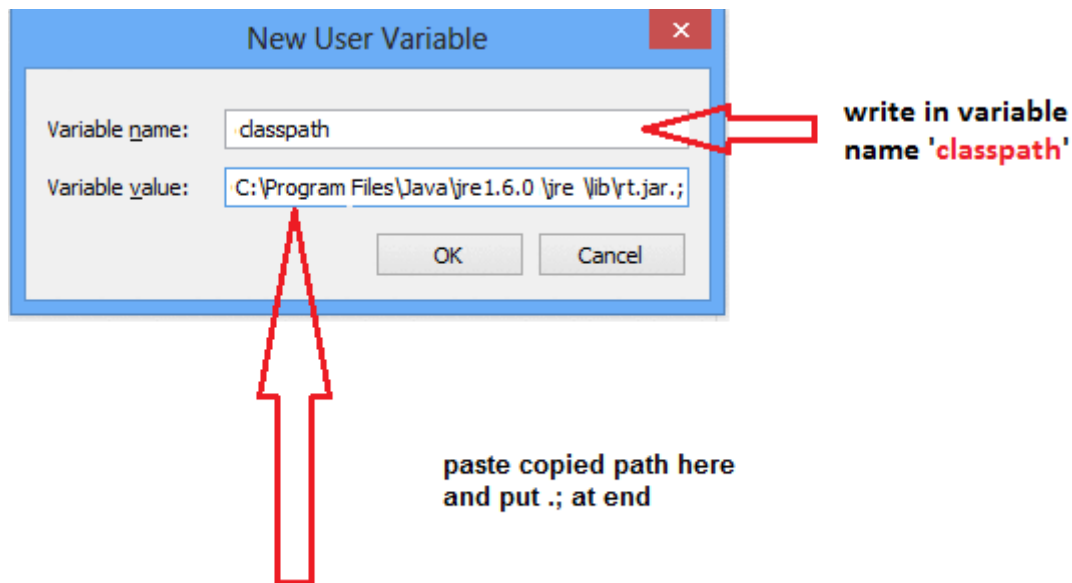 New User Variable
×
Variable name:
classpath
write in variable
name 'classpath'
Variable value:
C:\Program Files\Java\jre1.6.0 \jre \lib\rt.jar.;
OK
Cancel
paste copied path here
and put .; at end